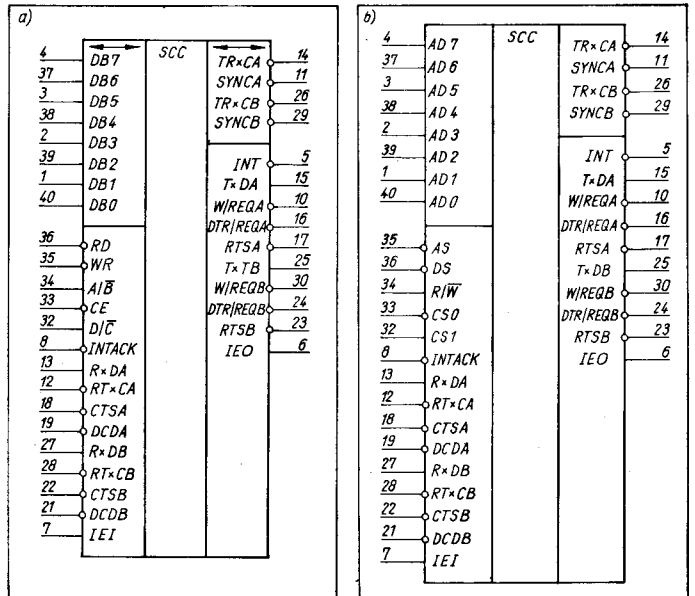 a)
SCC
4 DB7 TR×CA 14
37 DB6 SYNCA 11
3 DB5 TR×CB 26
38 DB4 SYNCB 29
2 DB3
39 DB2 INT 5
1 DB1 T×DA 15
40 DB0 W/REQA 10
DTR/REQA 16
36 RD RTSA 17
35 WR T×TB 25
34 A/B̅ W/REQB 30
33 CE DTR/REQB 24
32 D/C̅ RTSB 23
8 INTACK IEO 6
13 R×DA
12 RT×CA
18 CTSA
19 DCDA
27 R×DB
28 RT×CB
22 CTSB
21 DCDB
7 IEI
b)
SCC
4 AD7 TR×CA 14
37 AD6 SYNCA 11
3 AD5 TR×CB 26
38 AD4 SYNCB 29
2 AD3
39 AD2 INT 5
1 AD1 T×DA 15
40 AD0 W/REQA 10
DTR/REQA 16
35 AS RTSA 17
36 DS T×DB 25
34 R/W̅ W/REQB 30
33 CS0 DTR/REQB 24
32 CS1 RTSB 23
8 INTACK IEO 6
13 R×DA
12 RT×CA
18 CTSA
19 DCDA
27 R×DB
28 RT×CB
22 CTSB
21 DCDB
7 IEI